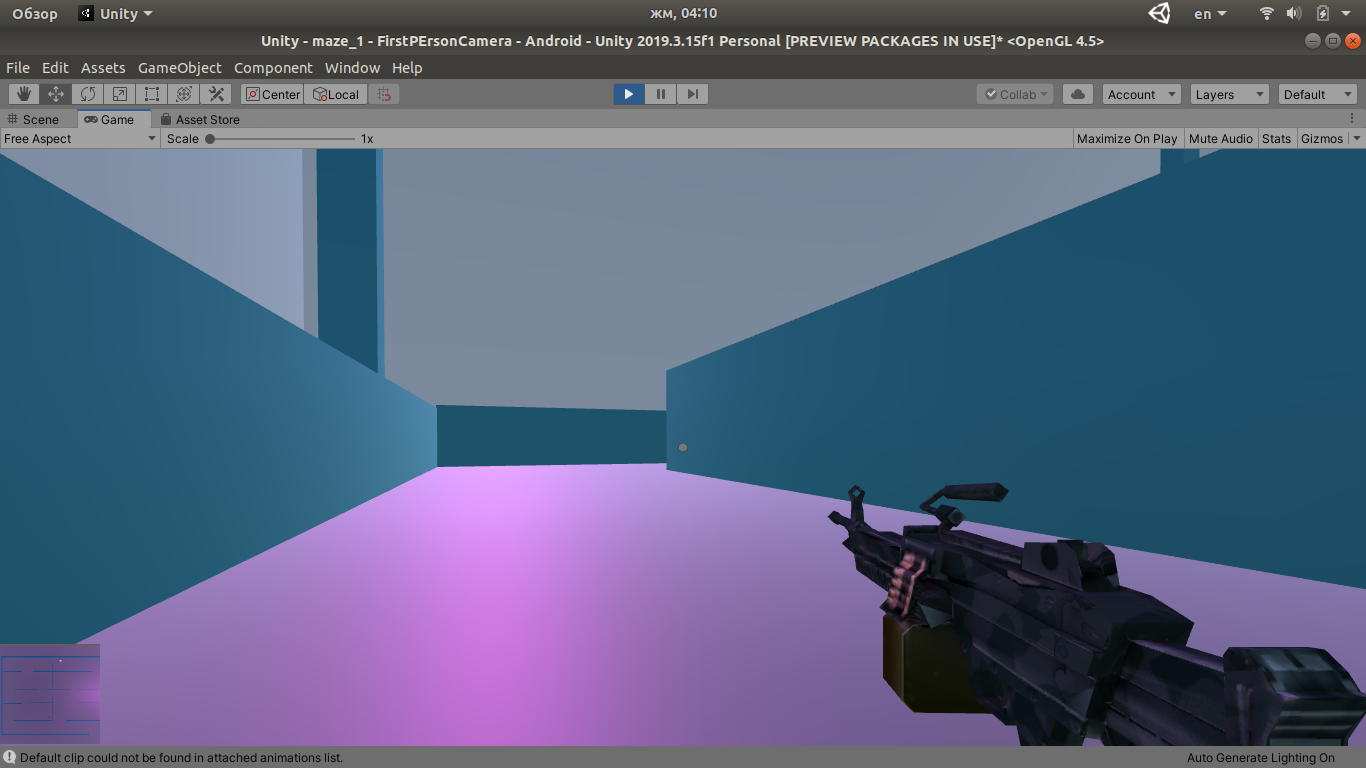 Обзор Unity жм, 04:10 en
Unity - maze_1 - FirstPErsonCamera - Android - Unity 2019.3.15f1 Personal [PREVIEW PACKAGES IN USE]* <OpenGL 4.5>
File Edit Assets GameObject Component Window Help
Center Local Collab Account Layers Default
Scene Game Asset Store
Free Aspect Scale 1x Maximize On Play Mute Audio Stats Gizmos
Default clip could not be found in attached animations list. Auto Generate Lighting On